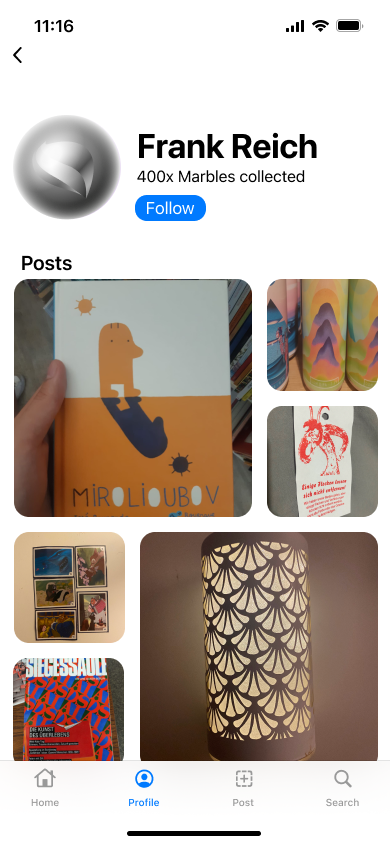 11:16
Frank Reich
400x Marbles collected
Follow
Posts
MIROLIOUBOV
Einige Flecken lassen
sich nicht entfernen!
SIEGESSÄULE
DIE KUNST
DES ÜBERLEBENS
Home
Profile
Post
Search